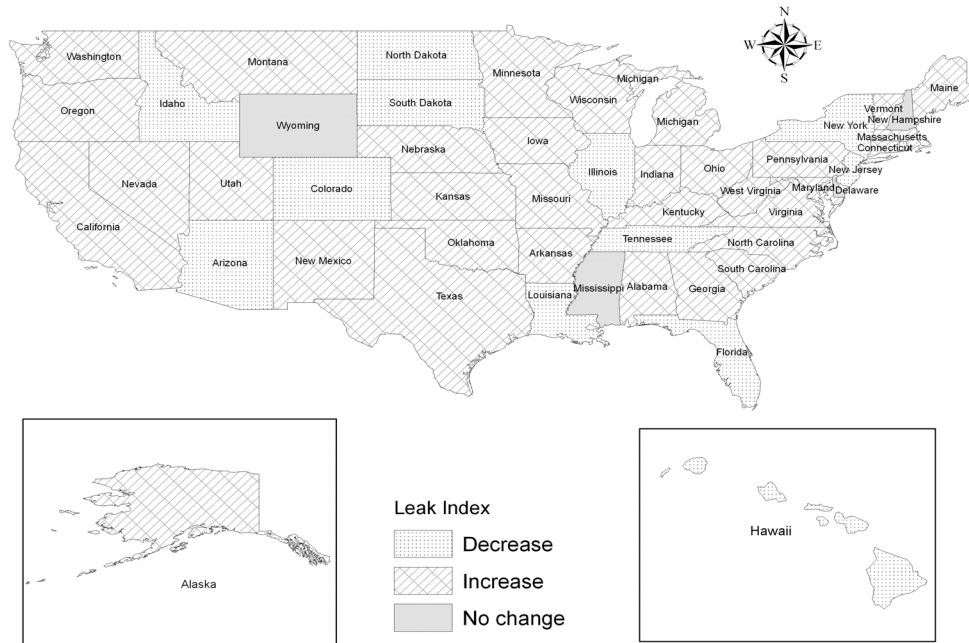 N
W E
S
Washington
Montana
North Dakota
Minnesota
Michigan
Maine
Oregon
Idaho
South Dakota
Wisconsin
Michigan
Vermont
New Hampshire
Wyoming
New York
Massachusetts
Connecticut
Nebraska
Iowa
Illinois
Indiana
Ohio
Pennsylvania
New Jersey
Nevada
Utah
Colorado
Kansas
Missouri
West Virginia
Maryland
Delaware
California
Kentucky
Virginia
Arizona
New Mexico
Oklahoma
Arkansas
Tennessee
North Carolina
South Carolina
Texas
Louisiana
Mississippi
Alabama
Georgia
Florida
Alaska
Leak Index
Decrease
Increase
No change
Hawaii